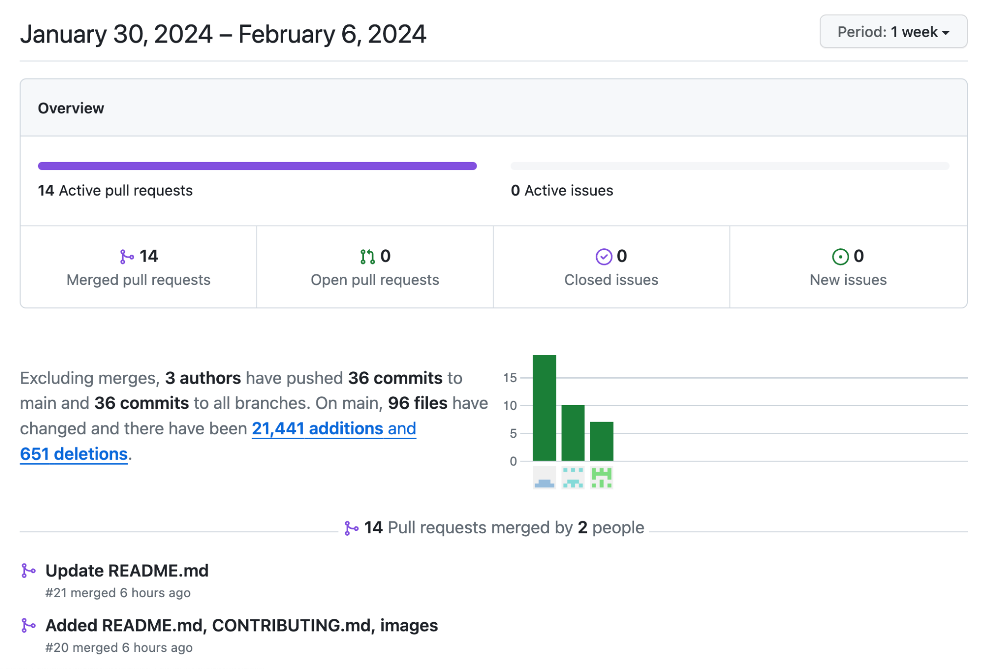 January 30, 2024 – February 6, 2024
Period: 1 week
Overview
14 Active pull requests
0 Active issues
14
Merged pull requests
0
Open pull requests
0
Closed issues
0
New issues
Excluding merges, 3 authors have pushed 36 commits to
main and 36 commits to all branches. On main, 96 files have
changed and there have been 21,441 additions and
651 deletions.
15
10
5
0
14 Pull requests merged by 2 people
Update README.md
#21 merged 6 hours ago
Added README.md, CONTRIBUTING.md, images
#20 merged 6 hours ago